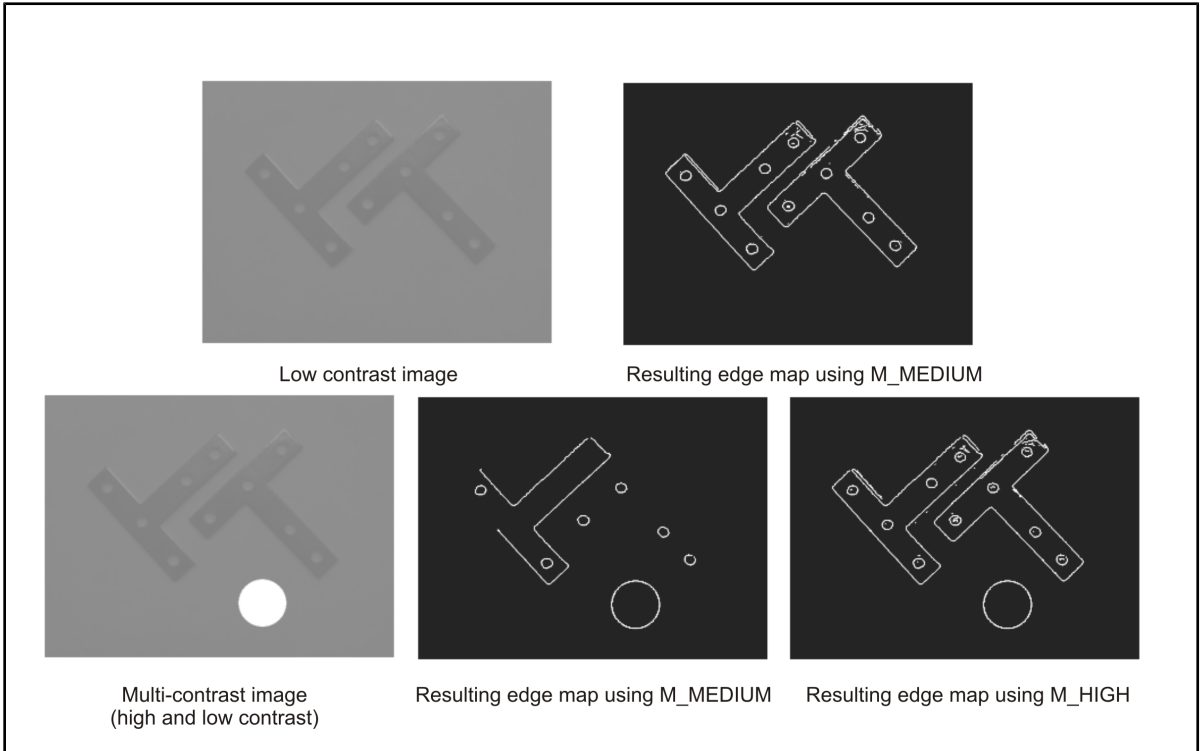 Low contrast image
Resulting edge map using M_MEDIUM
Multi-contrast image
(high and low contrast)
Resulting edge map using M_MEDIUM
Resulting edge map using M_HIGH